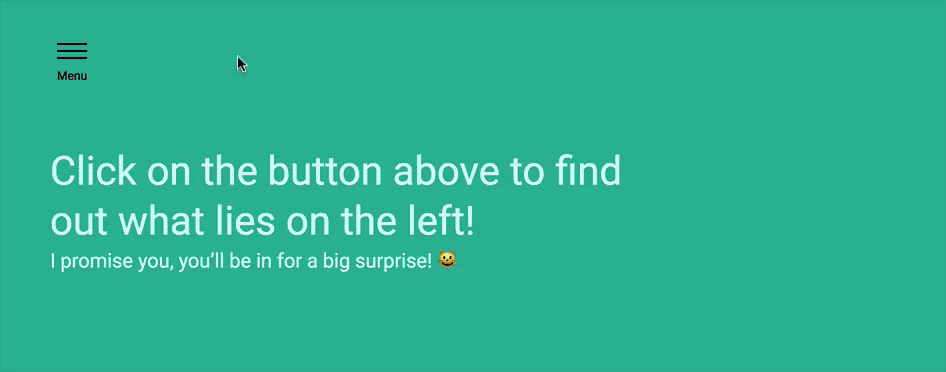 Menu
Click on the button above to find
out what lies on the left!
I promise you, you’ll be in for a big surprise! 😺